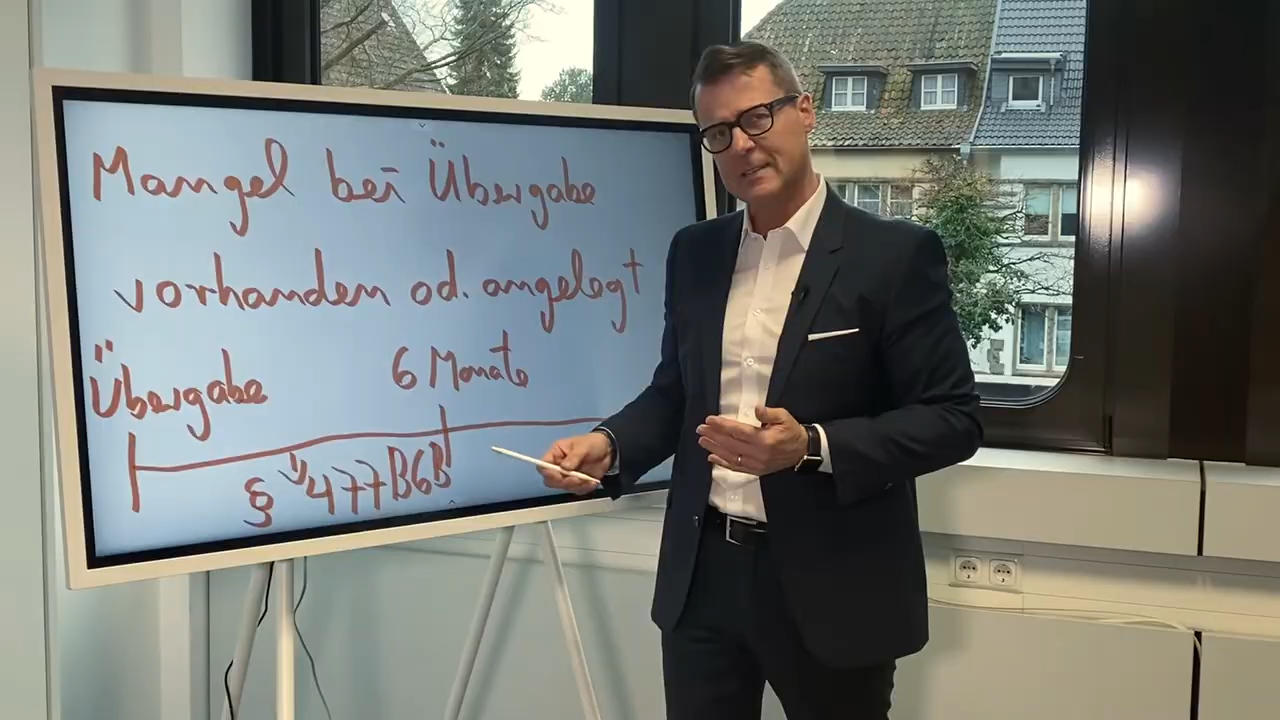 Mangel bei Übergabe
vorhanden od. angelegt
Übergabe 6 Monate
§ 477 BGB